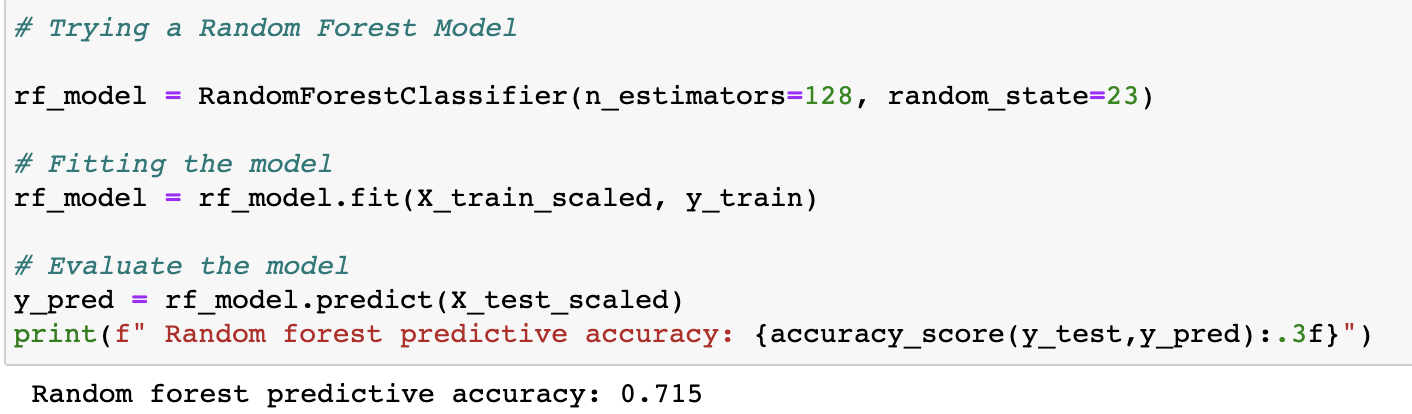 # Trying a Random Forest Model
rf_model = RandomForestClassifier(n_estimators=128, random_state=23)
# Fitting the model
rf_model = rf_model.fit(X_train_scaled, y_train)
# Evaluate the model
y_pred = rf_model.predict(X_test_scaled)
print(f" Random forest predictive accuracy: {accuracy_score(y_test,y_pred):.3f}")
Random forest predictive accuracy: 0.715